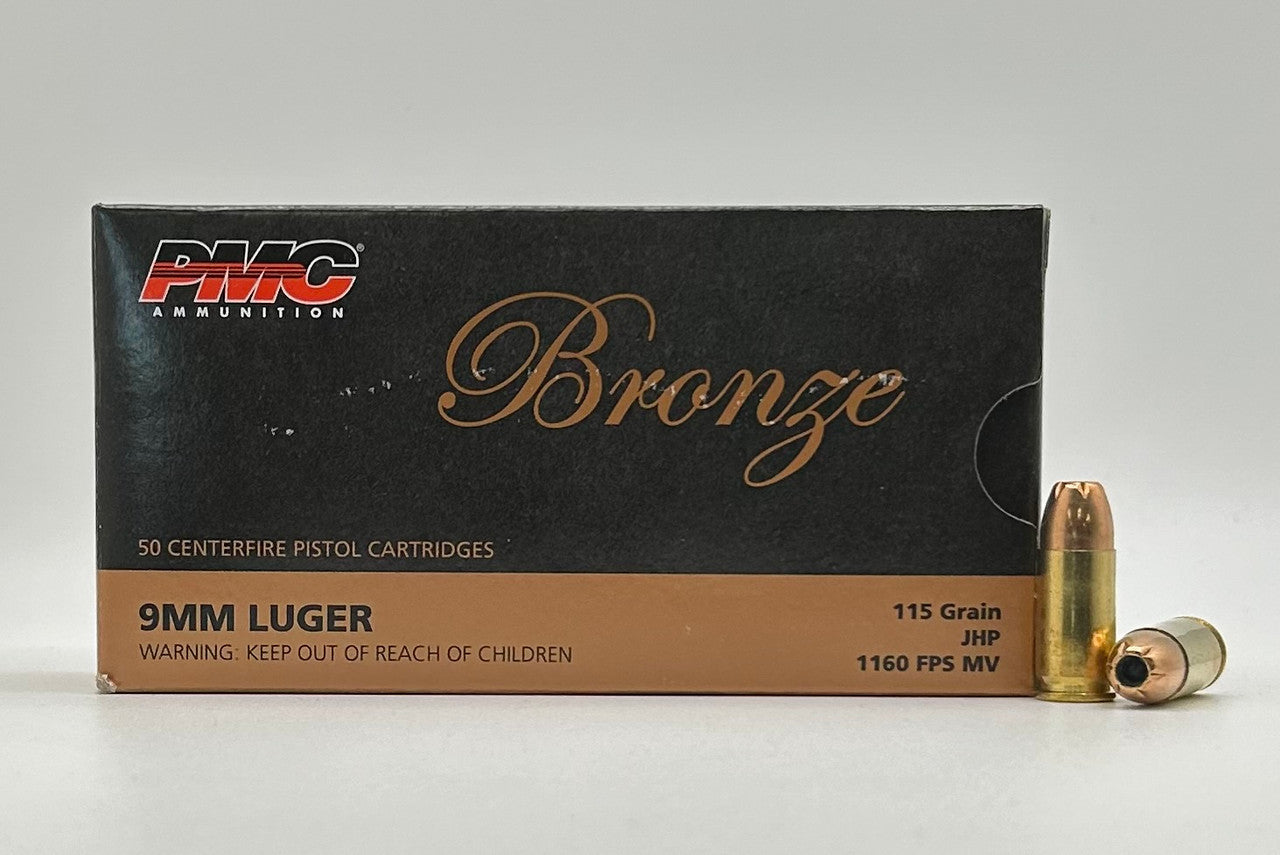 PMC®
AMMUNITION
Bronze
50 CENTERFIRE PISTOL CARTRIDGES
9MM LUGER
WARNING: KEEP OUT OF REACH OF CHILDREN
115 Grain
JHP
1160 FPS MV